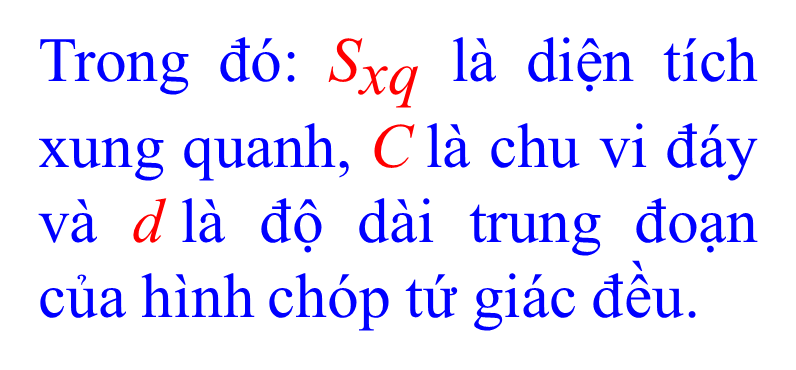 Trong đó: Sxq là diện tích
xung quanh, C là chu vi đáy
và d là độ dài trung đoạn
của hình chóp tứ giác đều.